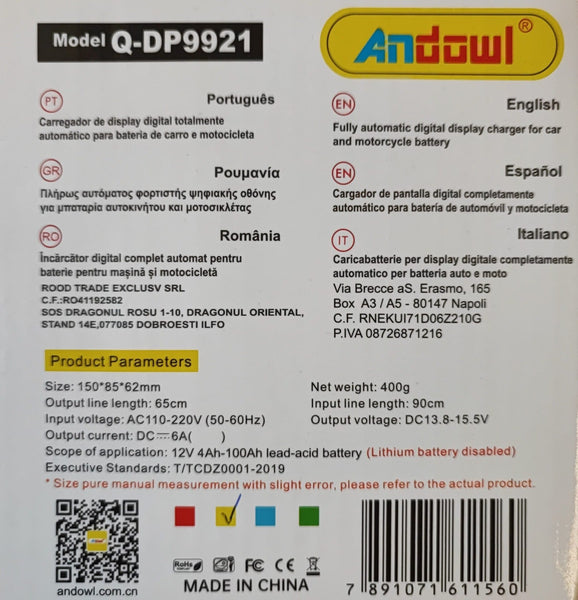 Model Q-DP9921
Andowl®
PT Português
Carregador de display digital totalmente
automático para bateria de carro e motocicleta
EN English
Fully automatic digital display charger for car
and motorcycle battery
GR Ρουμανία
Πλήρως αυτόματος φορτιστής ψηφιακής οθόνης
για μπαταρία αυτοκινήτου και μοτοσικλέτας
EN Español
Cargador de pantalla digital completamente
automático para batería de automóvil y motocicleta
RO România
Încărcător digital complet automat pentru
baterie pentru mașină și motocicletă
ROOD TRADE EXCLUSV SRL
C.F.:RO41192582
SOS DRAGONUL ROSU 1-10, DRAGONUL ORIENTAL,
STAND 14E,077085 DOBROESTI ILFO
IT Italiano
Caricabatterie per display digitale completamente
automatico per batteria auto e moto
Via Brecce aS. Erasmo, 165
Box A3 / A5 - 80147 Napoli
C.F. RNEKUI71D06Z210G
P.IVA 08726871216
Product Parameters
Size: 150*85*62mm
Net weight: 400g
Output line length: 65cm
Input line length: 90cm
Input voltage: AC110-220V (50-60Hz)
Output voltage: DC13.8-15.5V
Output current: DC⎓6A( )
Scope of application: 12V 4Ah-100Ah lead-acid battery (Lithium battery disabled)
Executive Standards: T/TCDZ0001-2019
* Size pure manual measurement with slight error, please refer to the actual product.
andowl.com.cn
RoHS FC CE
MADE IN CHINA
7 891071 611560